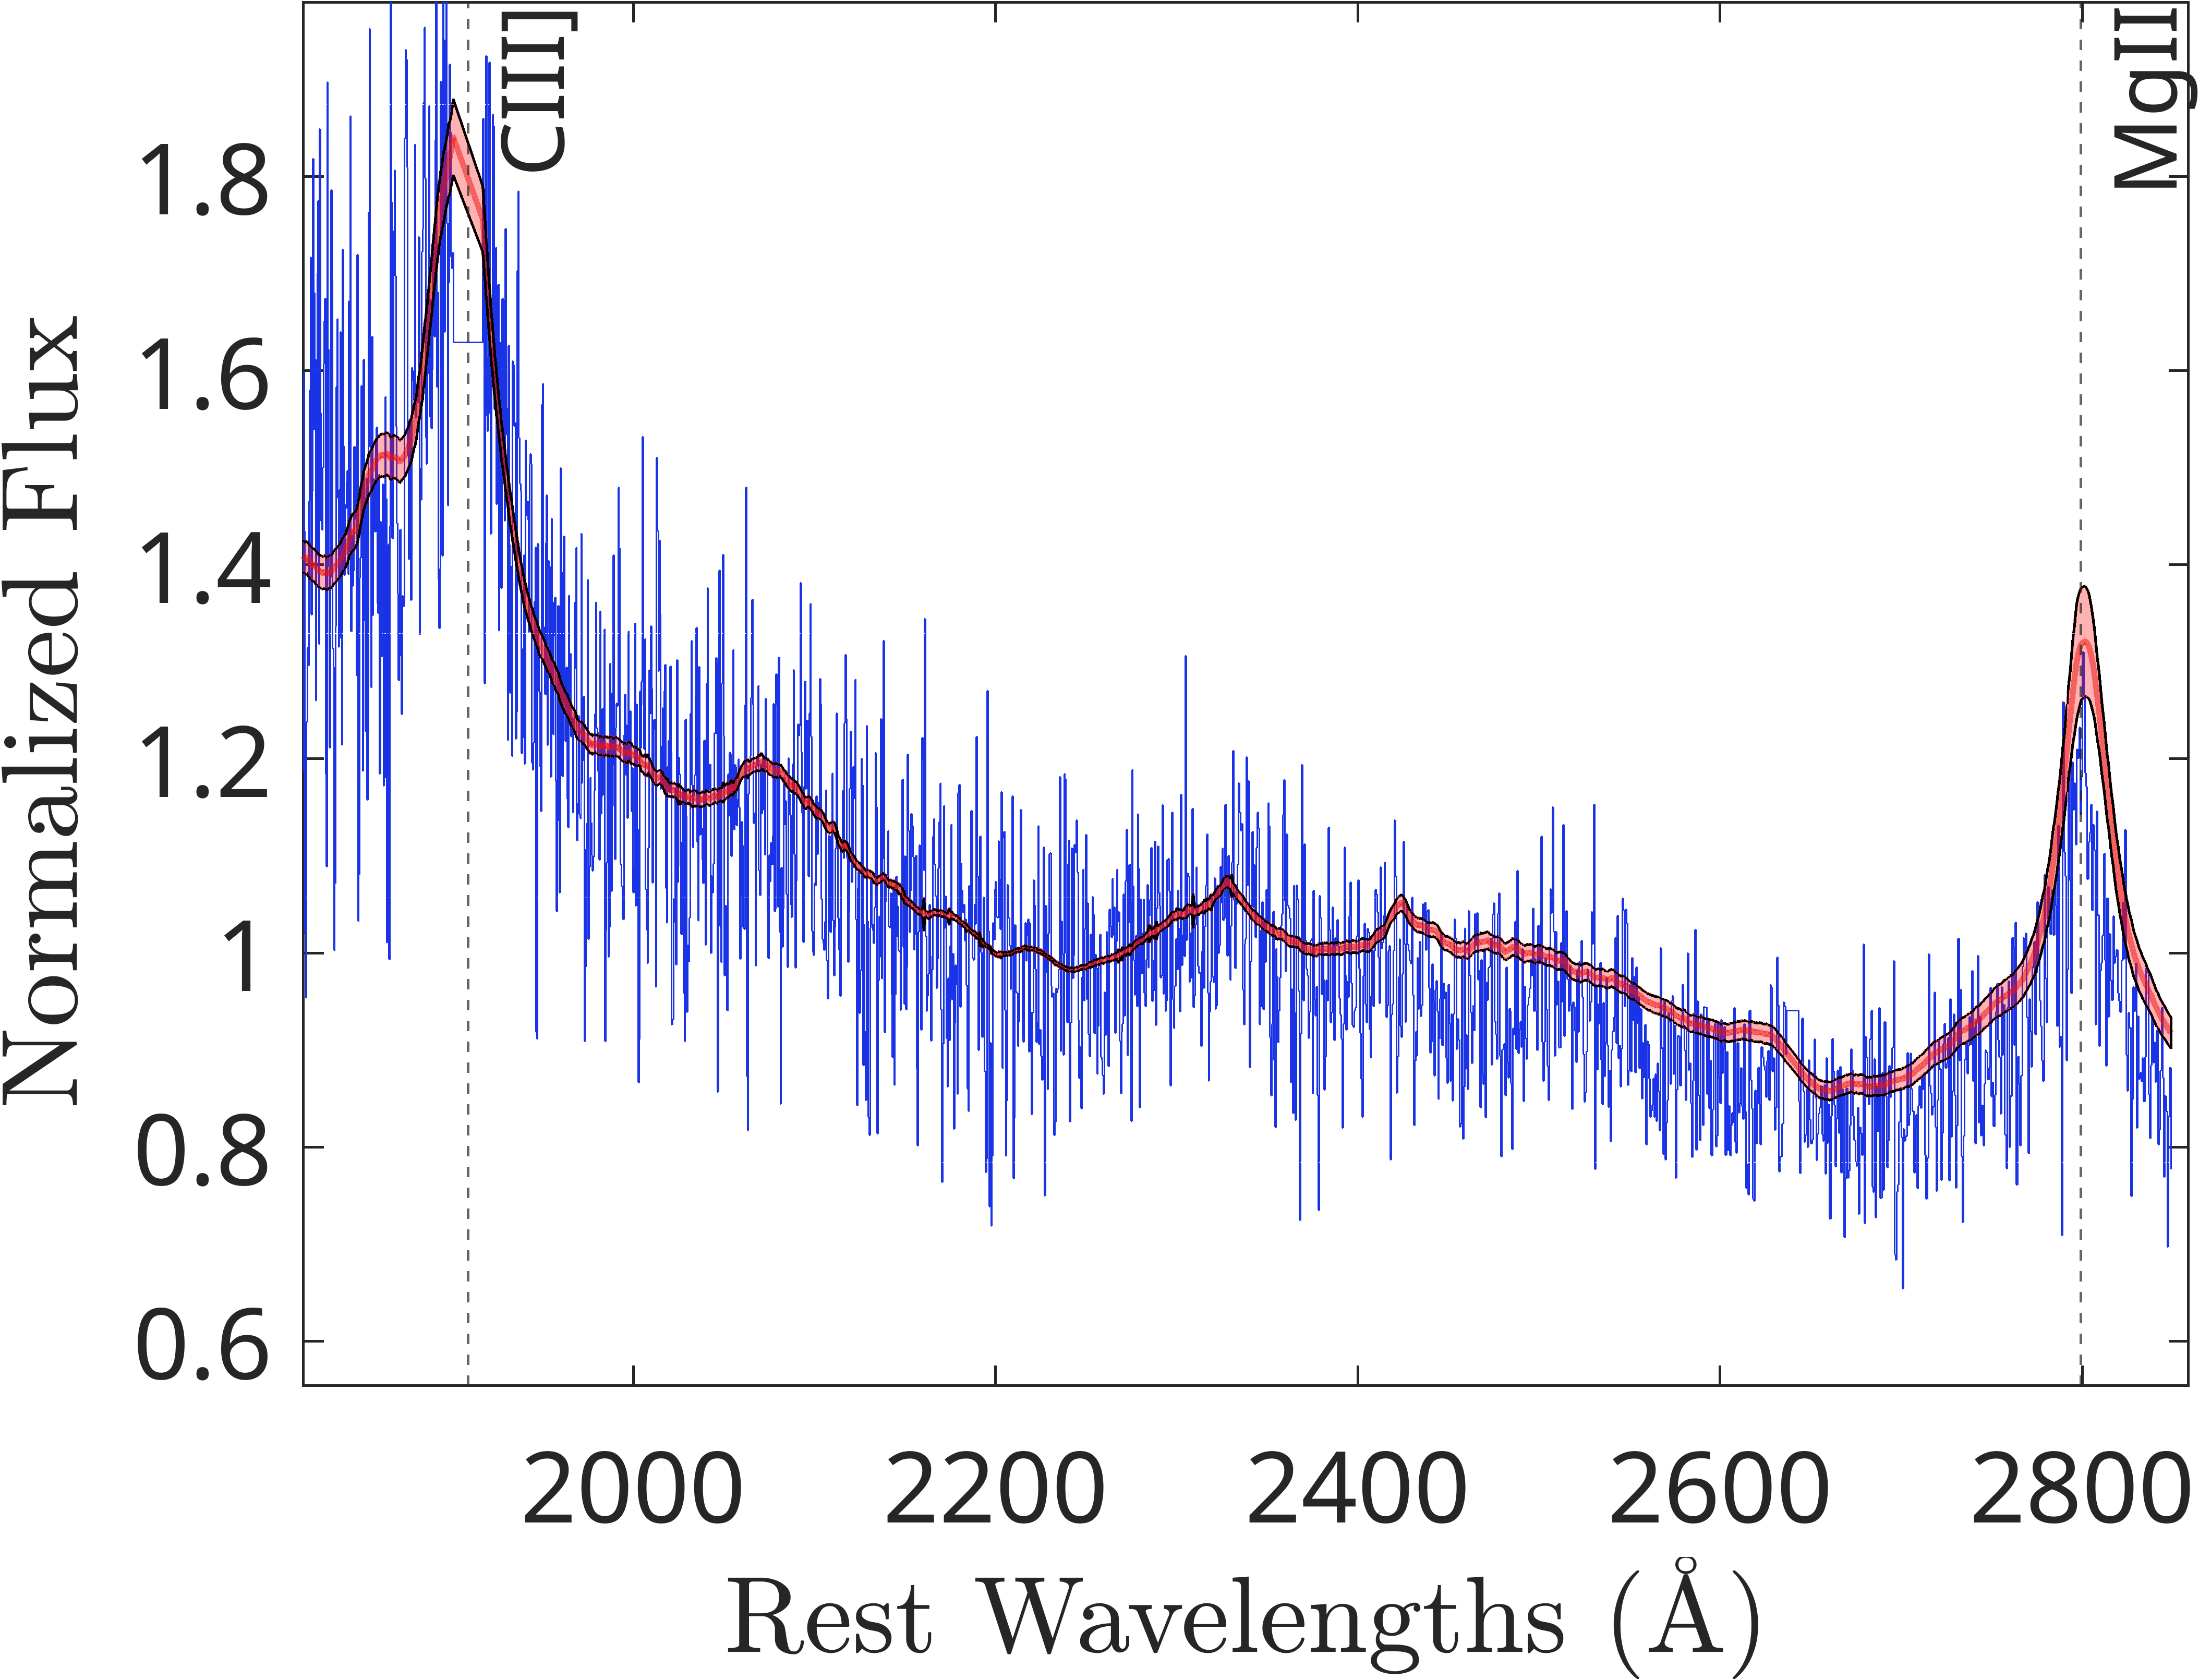 CIII]
MgII
Normalized Flux
1.8
1.6
1.4
1.2
1
0.8
0.6
2000 2200 2400 2600 2800
Rest Wavelengths (Å)